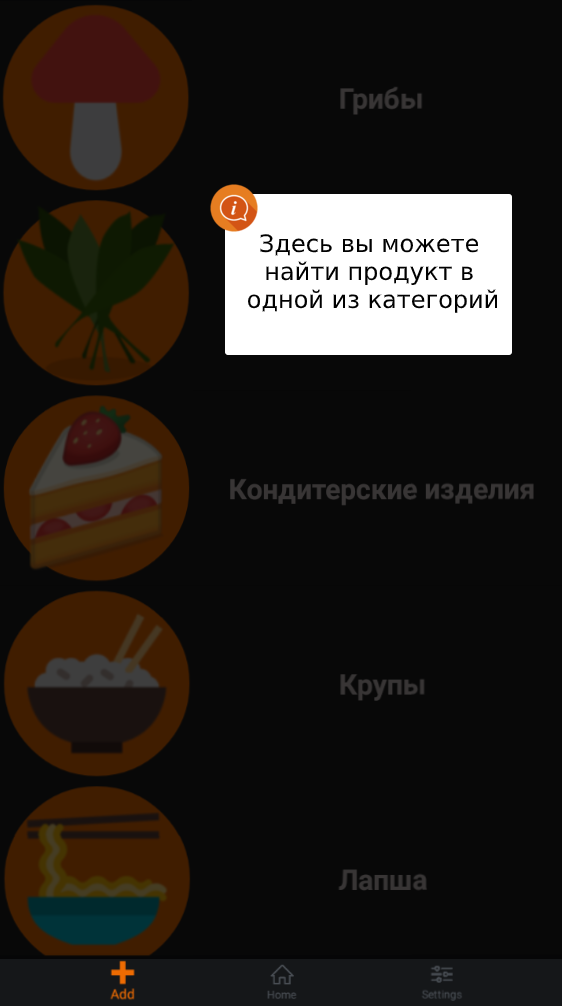 Грибы
Здесь вы можете
найти продукт в
одной из категорий
Кондитерские изделия
Крупы
Лапша
Add
Home
Settings